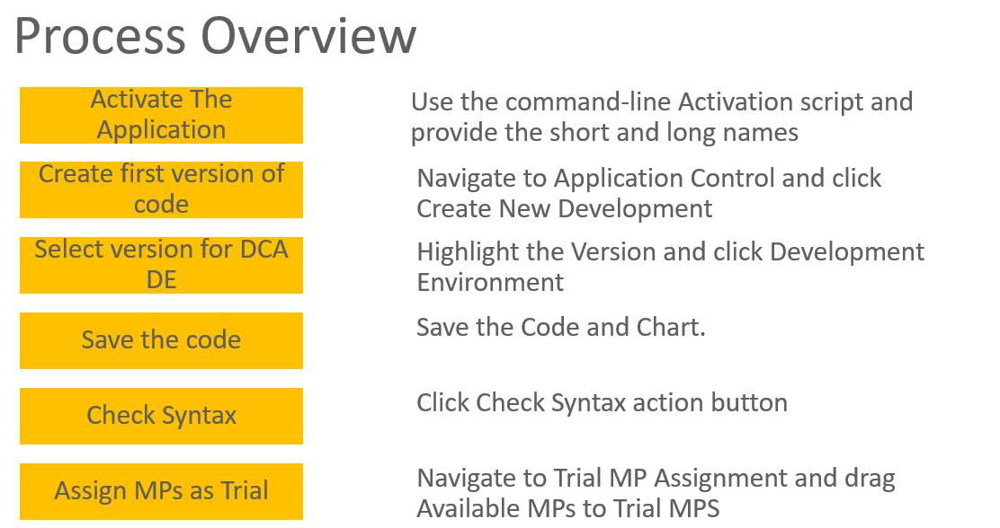 Process Overview
Activate The
Application
Use the command-line Activation script and
provide the short and long names
Create first version of
code
Navigate to Application Control and click
Create New Development
Select version for DCA
DE
Highlight the Version and click Development
Environment
Save the code
Save the Code and Chart.
Check Syntax
Click Check Syntax action button
Assign MPs as Trial
Navigate to Trial MP Assignment and drag
Available MPs to Trial MPS